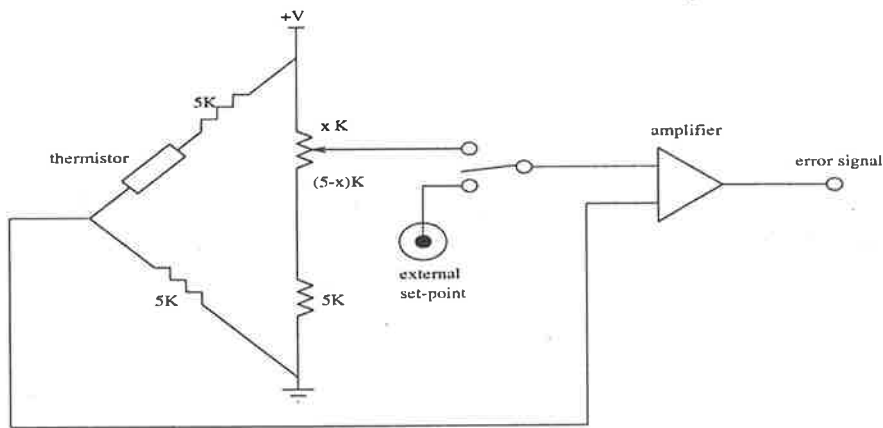 +V
5K
x K
amplifier
thermistor
error signal
(5-x)K
external
set-point
5K
5K